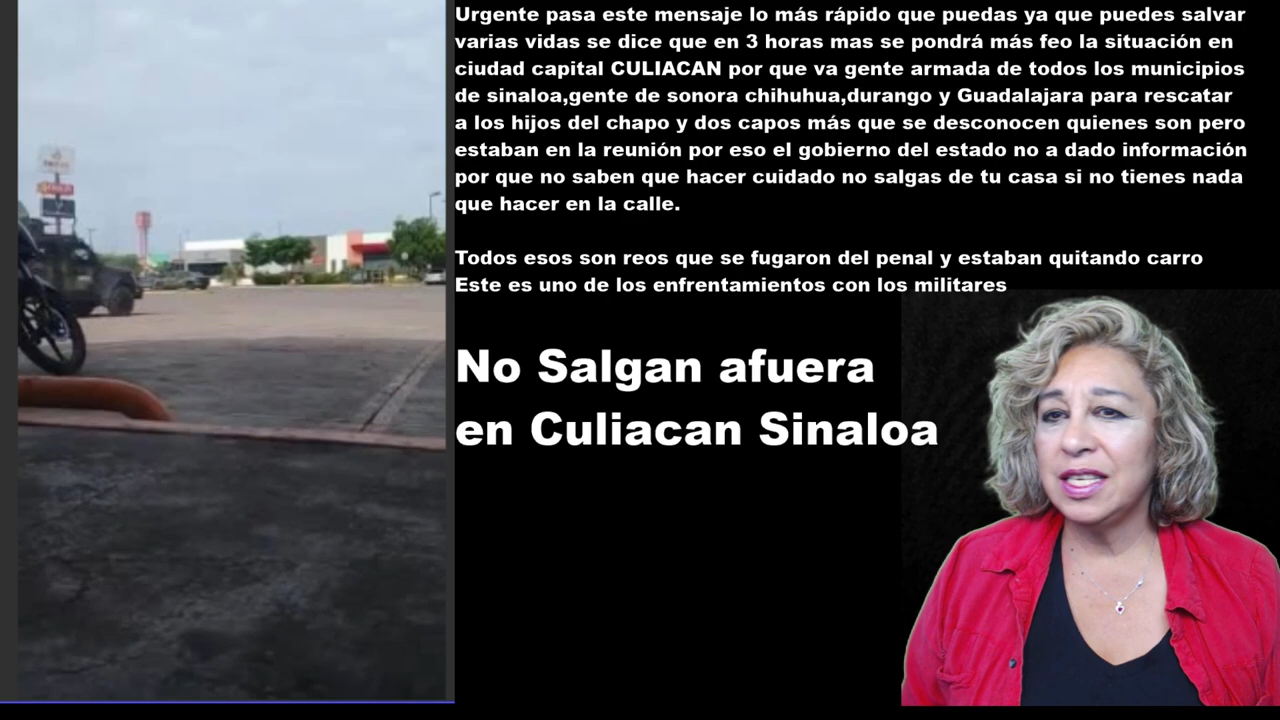 Urgente pasa este mensaje lo más rápido que puedas ya que puedes salvar
varias vidas se dice que en 3 horas mas se pondrá más feo la situación en
ciudad capital CULIACAN por que va gente armada de todos los municipios
de sinaloa,gente de sonora chihuhua,durango y Guadalajara para rescatar
a los hijos del chapo y dos capos más que se desconocen quienes son pero
estaban en la reunión por eso el gobierno del estado no a dado información
por que no saben que hacer cuidado no salgas de tu casa si no tienes nada
que hacer en la calle.
Todos esos son reos que se fugaron del penal y estaban quitando carro
Este es uno de los enfrentamientos con los militares
No Salgan afuera
en Culiacan Sinaloa